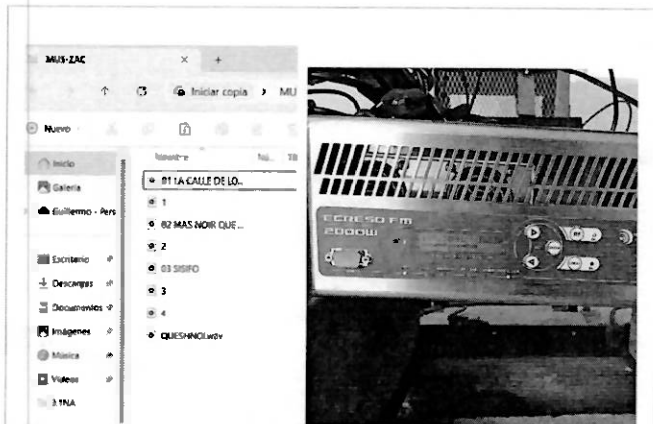 MUS-ZAC
Iniciar copia > MU
Nuevo
Inicio
Galería
Guillermo - Pers
Escritorio
Descargas
Documentos
Imágenes
Música
Vídeos
Nombre
01 LA CALLE DE LO...
1
02 MAS NOIR QUE...
2
03 SISIFO
3
4
QUESHNOI.wav
ECRESO FM
2000W